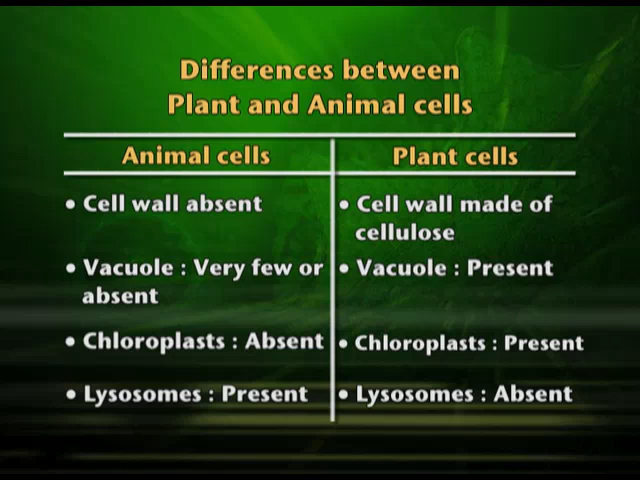 Differences between
Plant and Animal cells
Animal cells
Plant cells
• Cell wall absent
• Cell wall made of
cellulose
• Vacuole : Very few or
absent
• Vacuole : Present
• Chloroplasts : Absent
• Chloroplasts : Present
• Lysosomes : Present
• Lysosomes : Absent